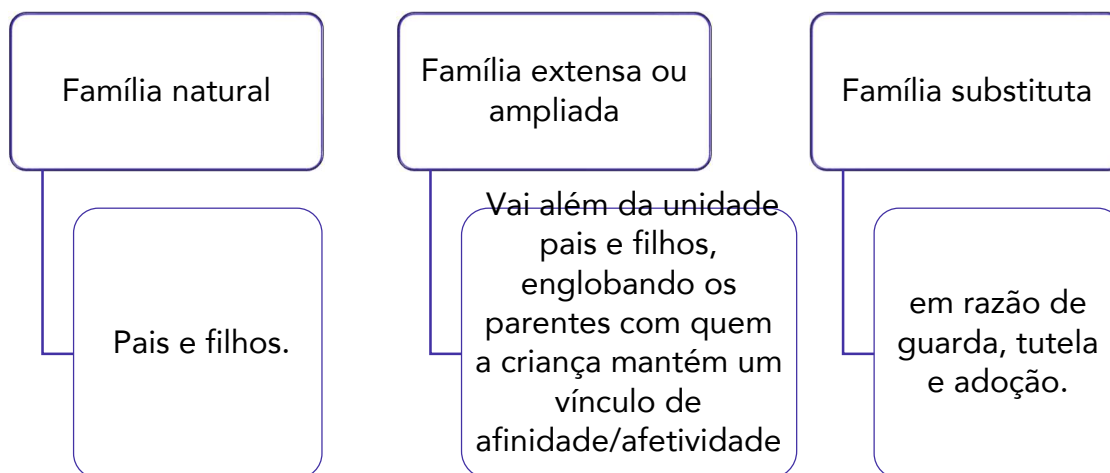 Família natural
Pais e filhos.
Família extensa ou
ampliada
Vai além da unidade
pais e filhos,
englobando os
parentes com quem
a criança mantém um
vínculo de
afinidade/afetividade
Família substituta
em razão de
guarda, tutela
e adoção.